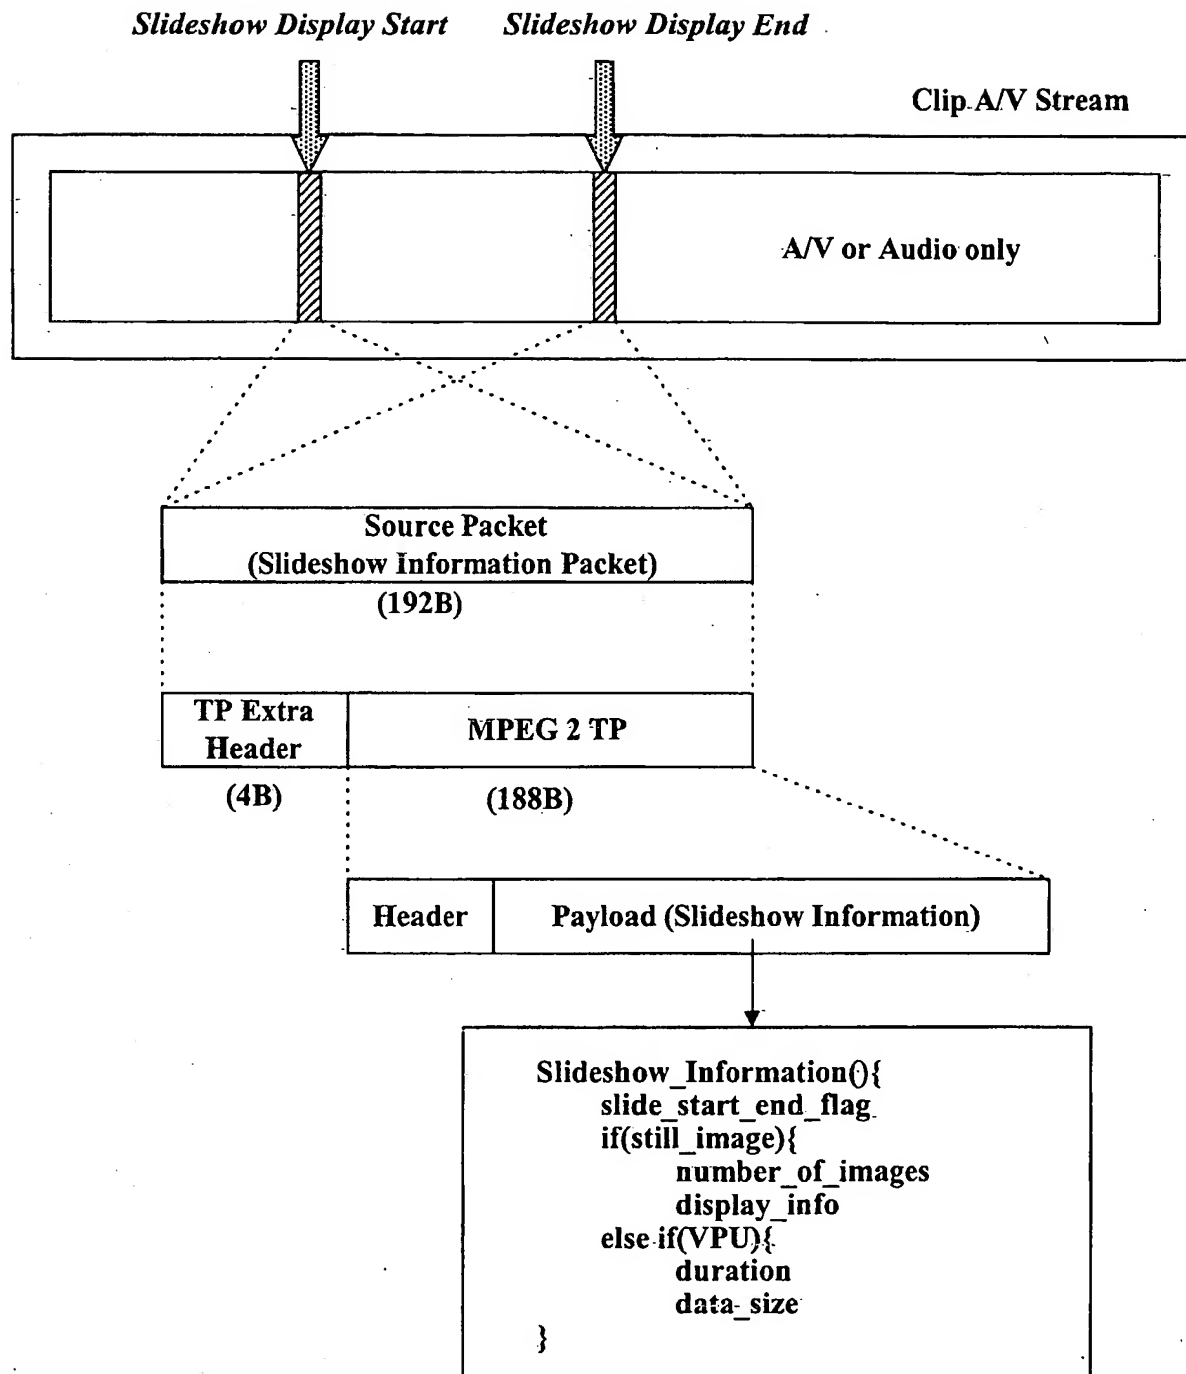 Slideshow Display Start Slideshow Display End
Clip A/V Stream
A/V or Audio only
Source Packet
(Slideshow Information Packet)
(192B)
TP Extra
Header
MPEG 2 TP
(4B)
(188B)
Header
Payload (Slideshow Information)
Slideshow_Information(){
slide_start_end_flag
if(still_image){
number_of_images
display_info
else if(VPU){
duration
data_size
}